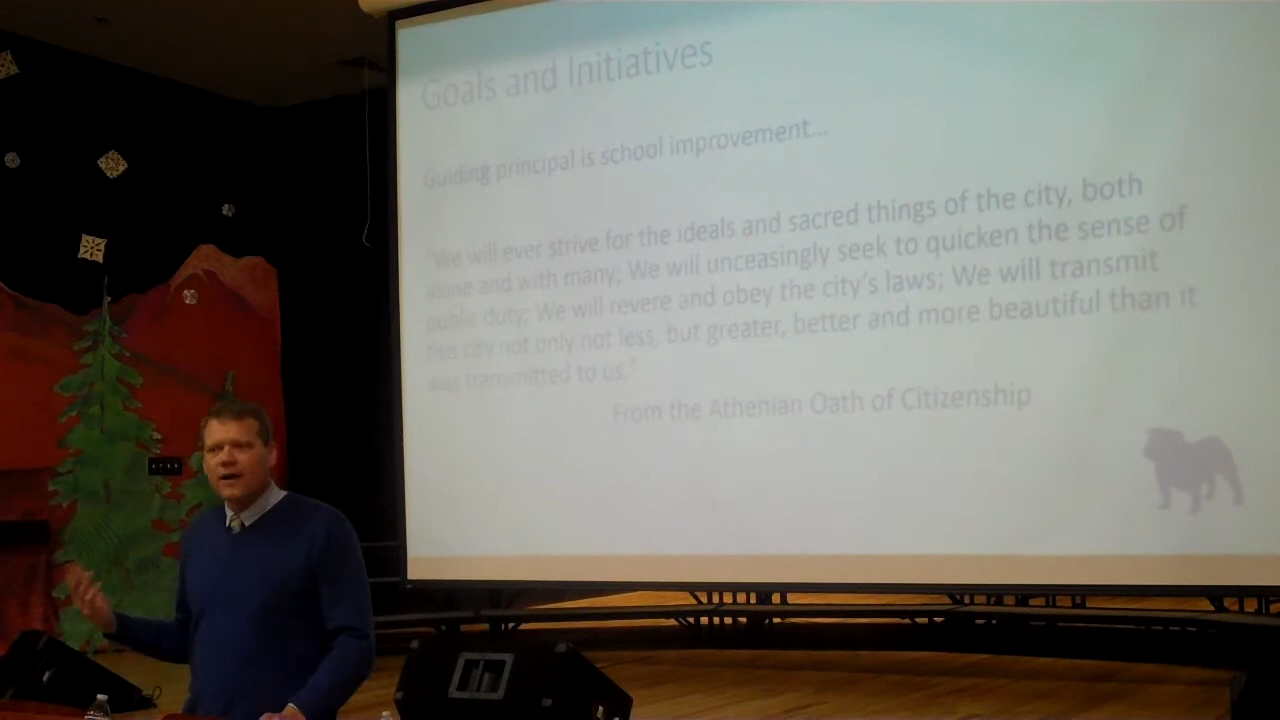 Goals and Initiatives
Guiding principal is school improvement...
"We will ever strive for the ideals and sacred things of the city, both
alone and with many; We will unceasingly seek to quicken the sense of
public duty; We will revere and obey the city's laws; We will transmit
this city not only not less, but greater, better and more beautiful than it
was transmitted to us."
From the Athenian Oath of Citizenship